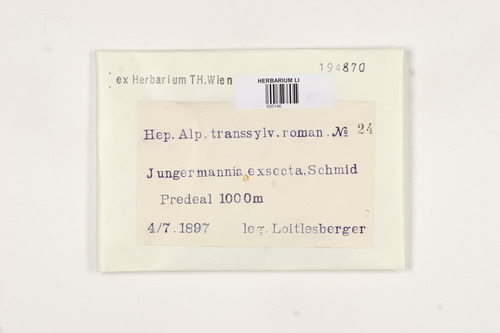 194870
ex Herbarium TH.Wien
HERBARIUM LI
Hep. Alp. transsylv. roman. № 24
Jungermannia exsecta, Schmid
Predeal 1000m
4/7.1897 leg. Loitlesberger